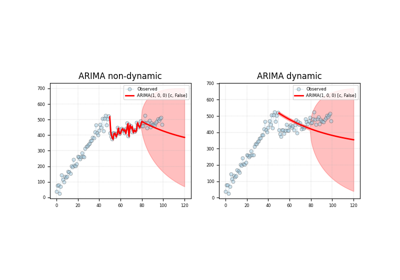 ARIMA non-dynamic
ARIMA dynamic
Observed
ARIMA(1, 0, 0) [c, False]
Observed
ARIMA(1, 0, 0) [c, False]
700
600
500
400
300
200
100
0
0 20 40 60 80 100 120
700
600
500
400
300
200
100
0
0 20 40 60 80 100 120